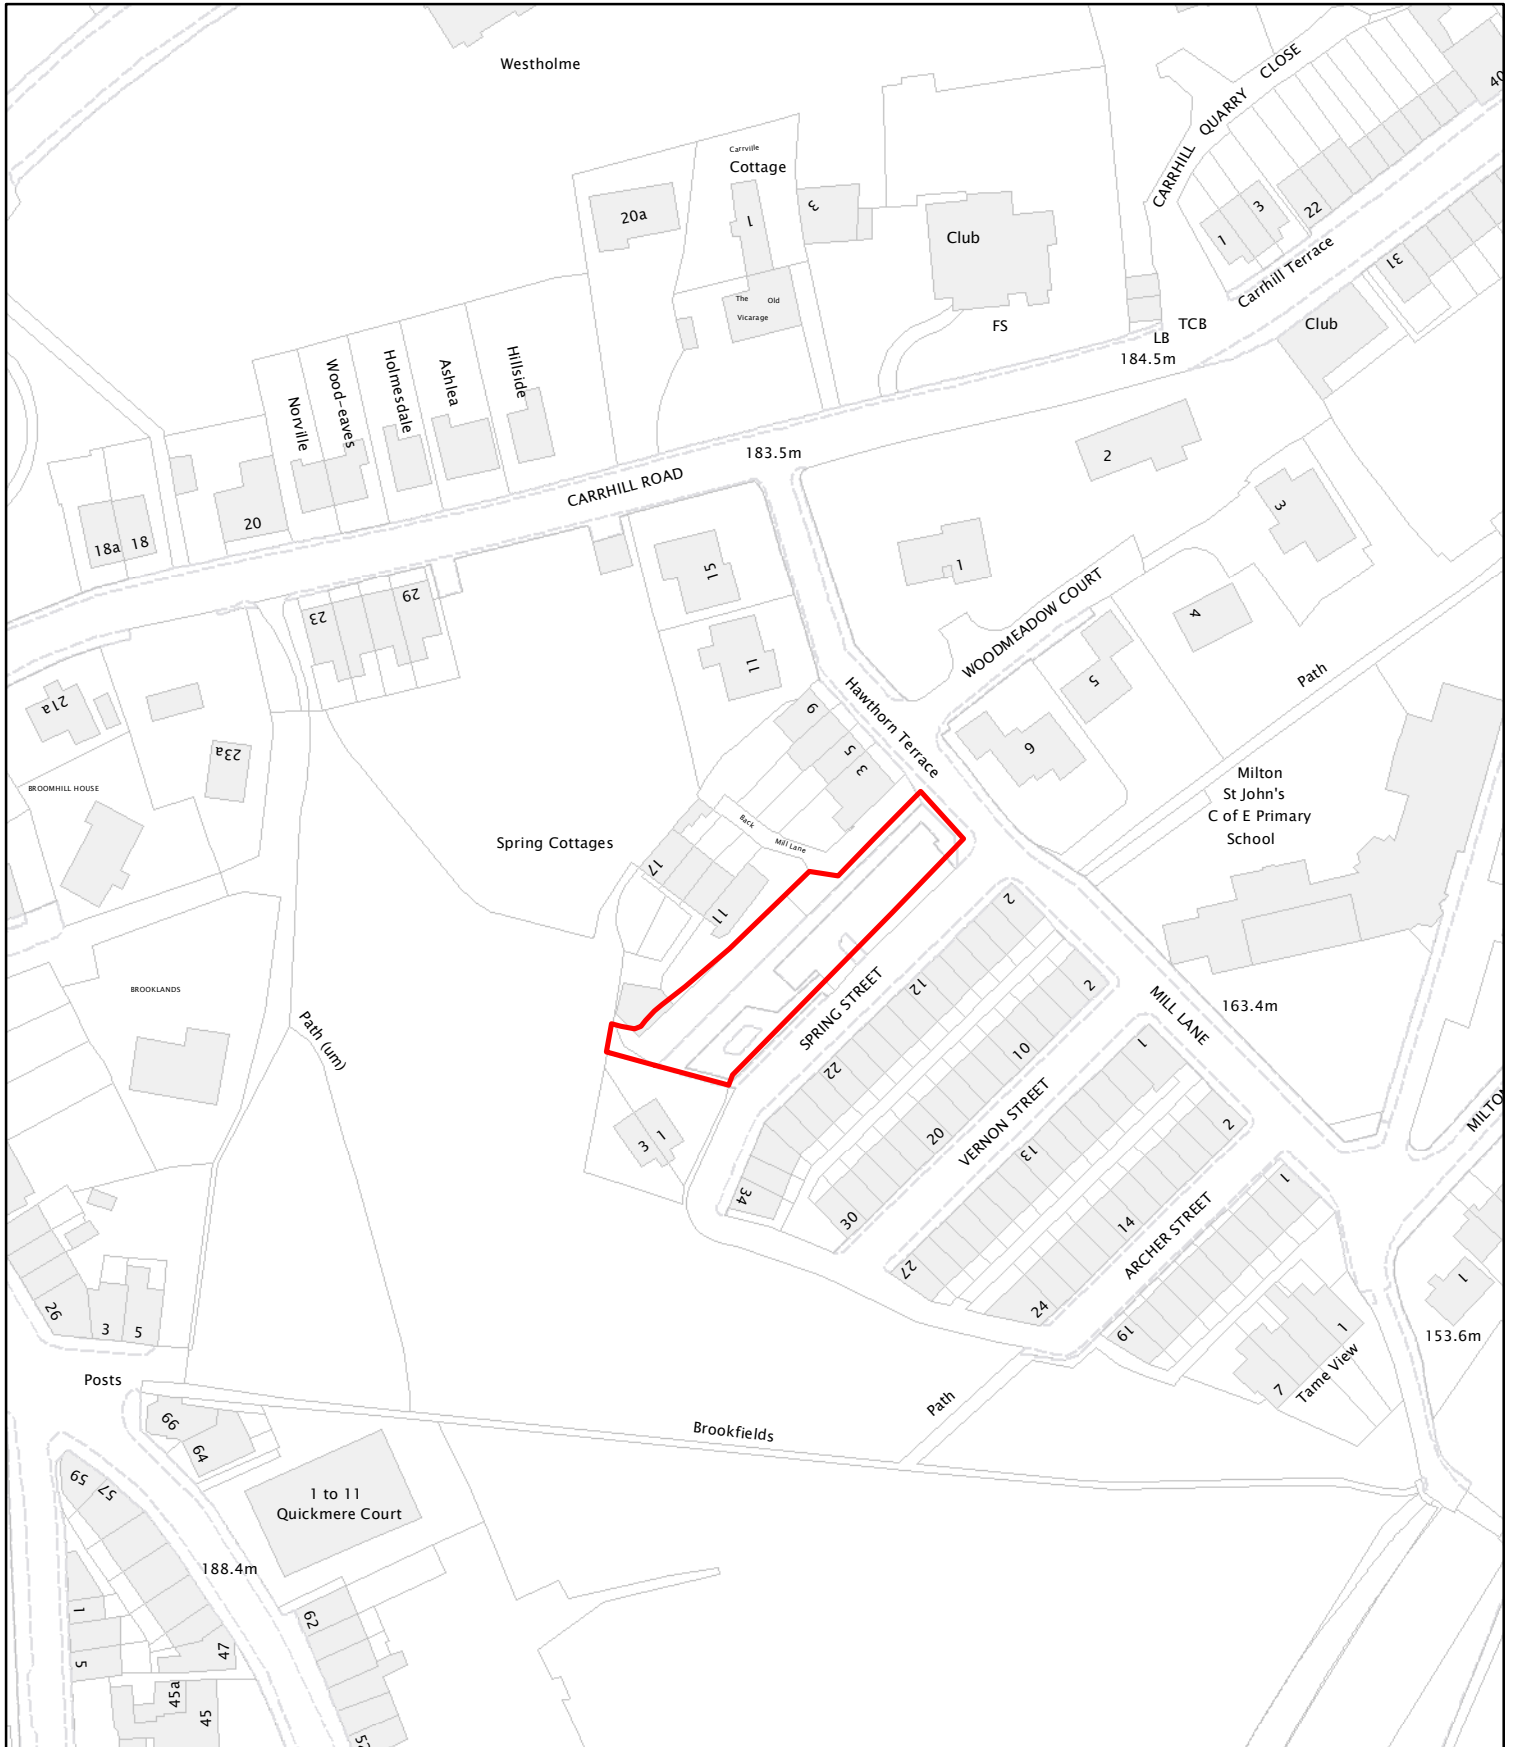 Westholme
CARRHILL QUARRY CLOSE
40
Carrville
Cottage
20a
1
3
Club
1
3
22
Carrhill Terrace
31
The Old
Vicarage
FS
TCB
LB
184.5m
Club
Norville
Wood-eaves
Holmesdale
Ashlea
Hillside
183.5m
CARRHILL ROAD
2
3
18a
18
20
15
1
23
29
WOODMEADOW COURT
4
11
5
Path
21a
23a
9
5
3
Hawthorn Terrace
6
BROOMHILL HOUSE
Milton
St John's
C of E Primary
School
Spring Cottages
Back
Mill Lane
17
11
2
12
2
BROOKLANDS
SPRING STREET
MILL LANE
163.4m
Path (um)
22
10
1
VERNON STREET
3
1
20
13
2
MILTO
34
30
14
1
ARCHER STREET
27
24
26
3
5
19
1
1
153.6m
7
Tame View
Posts
66
64
Path
Brookfields
59
57
1 to 11
Quickmere Court
188.4m
1
62
5
47
45a
45